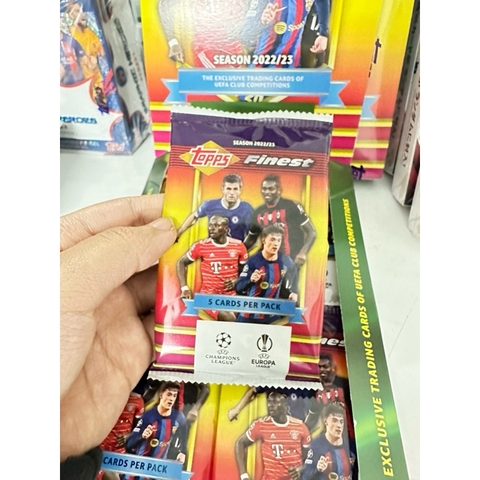 SEASON 2022/23
THE EXCLUSIVE TRADING CARDS OF
UEFA CLUB COMPETITIONS
SEASON 2022/23
Topps Finest
5 CARDS PER PACK
CHAMPIONS
LEAGUE
EUROPA
LEAGUE
EXCLUSIVE TRADING CARDS OF UEFA CLUB COMPETITIONS
Finest
CARDS PER PACK